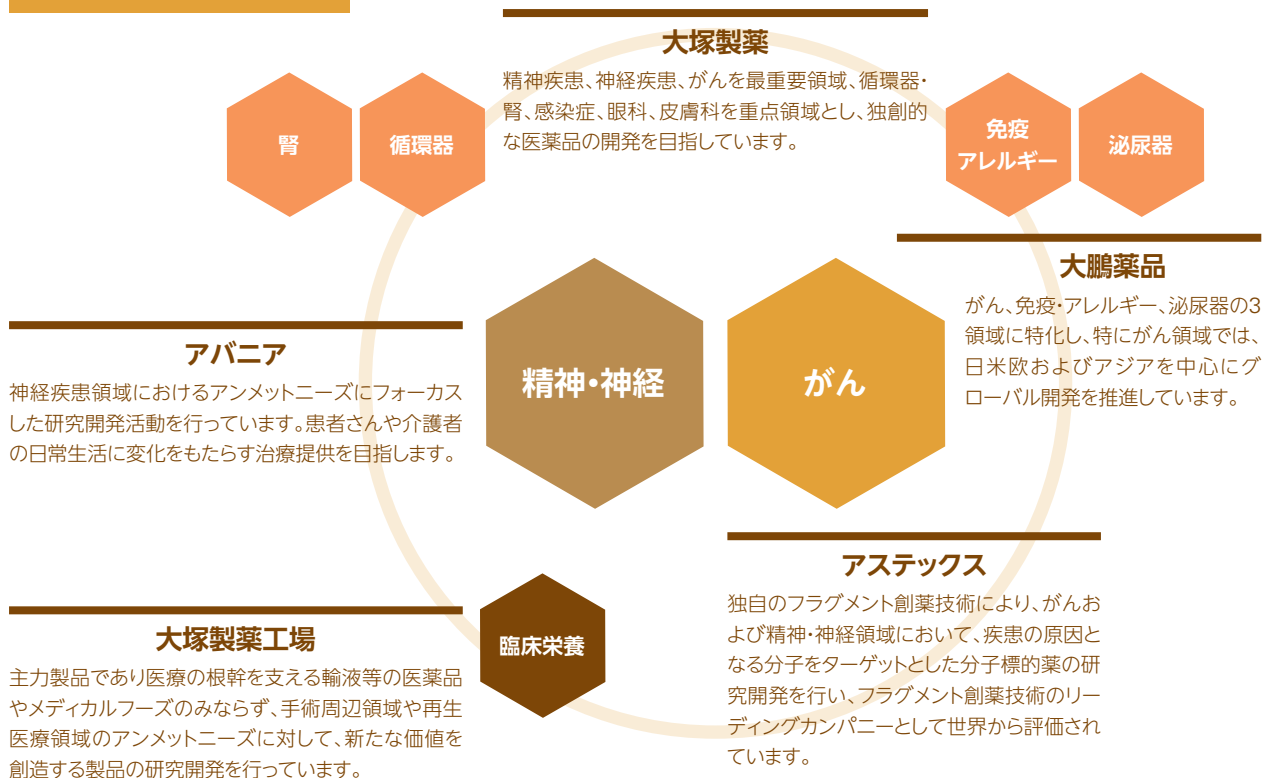 大塚製薬
精神疾患、神経疾患、がんを最重要領域、循環器・
腎、感染症、眼科、皮膚科を重点領域とし、独創的
な医薬品の開発を目指しています。
腎
循環器
免疫
アレルギー
泌尿器
大鵬薬品
がん、免疫・アレルギー、泌尿器の3
領域に特化し、特にがん領域では、
日米欧およびアジアを中心にグ
ローバル開発を推進しています。
アバニア
神経疾患領域におけるアンメットニーズにフォーカス
した研究開発活動を行っています。患者さんや介護者
の日常生活に変化をもたらす治療提供を目指します。
精神・神経
がん
アステックス
独自のフラグメント創薬技術により、がんお
よび精神・神経領域において、疾患の原因と
なる分子をターゲットとした分子標的薬の研
究開発を行い、フラグメント創薬技術のリー
ディングカンパニーとして世界から評価され
ています。
臨床栄養
大塚製薬工場
主力製品であり医療の根幹を支える輸液等の医薬品
やメディカルフーズのみならず、手術周辺領域や再生
医療領域のアンメットニーズに対して、新たな価値を
創造する製品の研究開発を行っています。